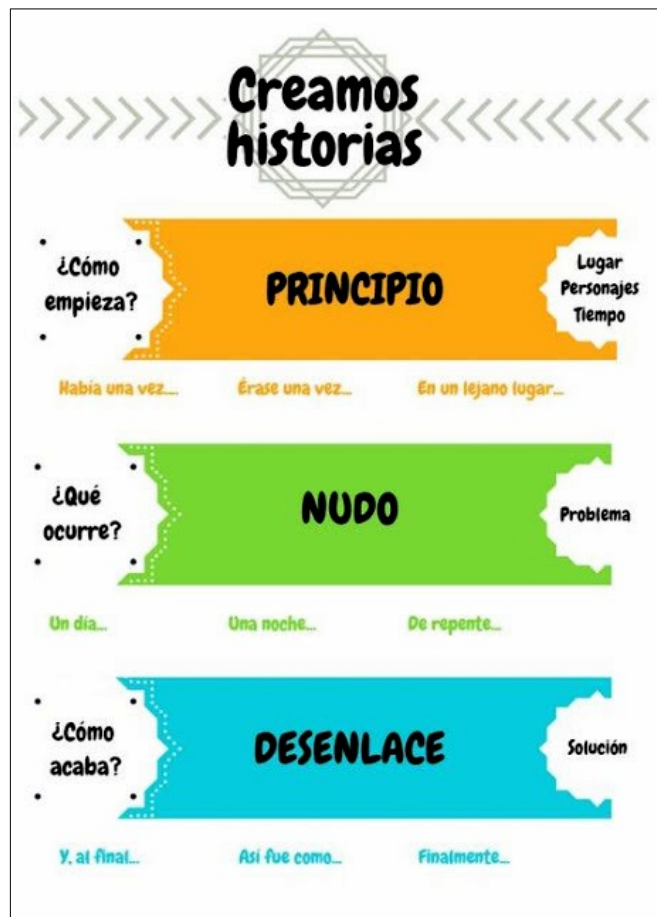 Creamos
historias
¿Cómo
empieza?
PRINCIPIO
Lugar
Personajes
Tiempo
Había una vez.... Érase una vez... En un lejano lugar...
¿Qué
ocurre?
NUDO
Problema
Un día... Una noche... De repente...
¿Cómo
acaba?
DESENLACE
Solución
Y, al final... Así fue como... Finalmente...